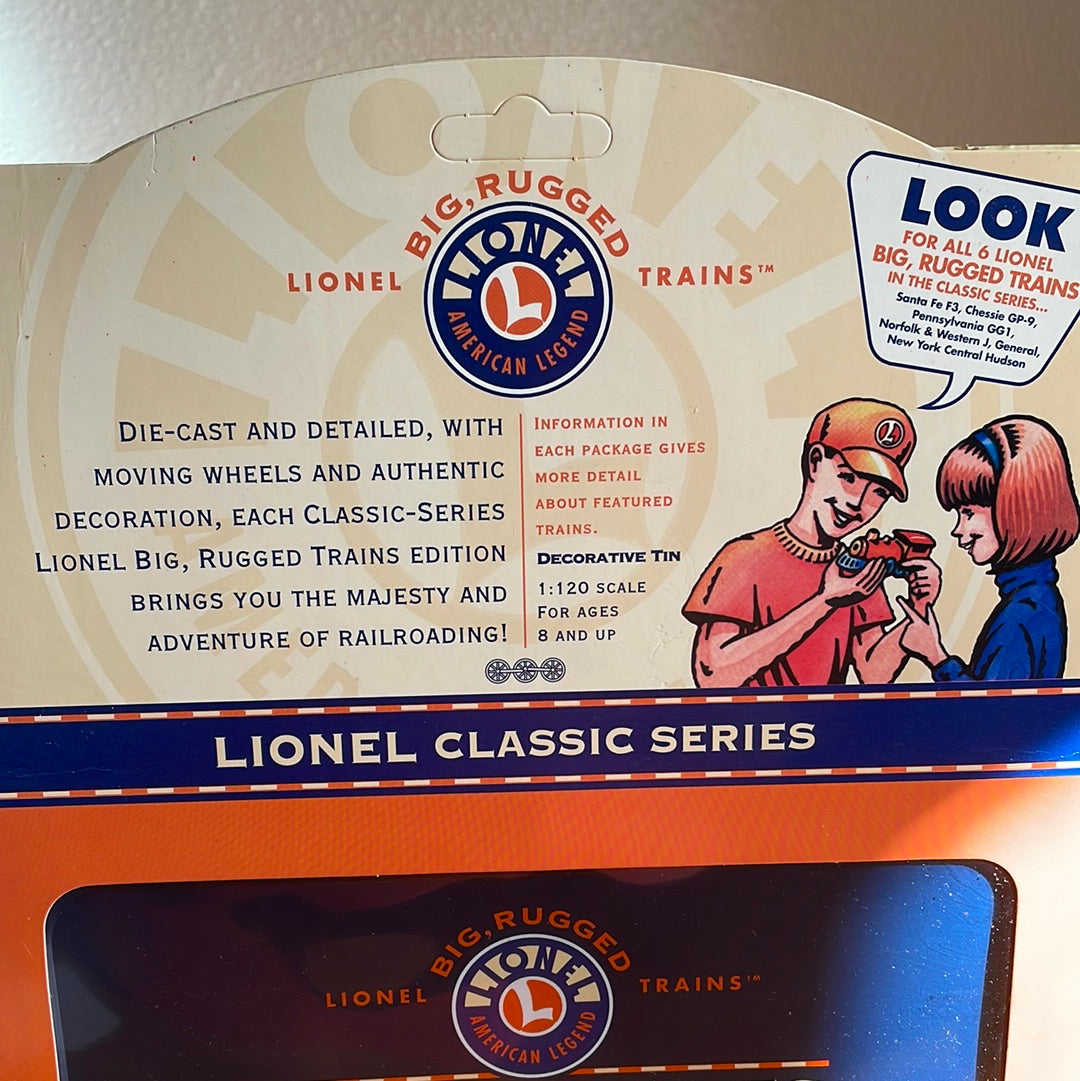 LIONEL
AMER
BIG, RUGGED
LIONEL TRAINS™
LIONEL
L
AMERICAN LEGEND
LOOK
FOR ALL 6 LIONEL
BIG, RUGGED TRAINS
IN THE CLASSIC SERIES...
Santa Fe F3, Chessie GP-9,
Pennsylvania GG1,
Norfolk & Western J, General,
New York Central Hudson
DIE-CAST AND DETAILED, WITH
MOVING WHEELS AND AUTHENTIC
DECORATION, EACH CLASSIC-SERIES
LIONEL BIG, RUGGED TRAINS EDITION
BRINGS YOU THE MAJESTY AND
ADVENTURE OF RAILROADING!
INFORMATION IN
EACH PACKAGE GIVES
MORE DETAIL
ABOUT FEATURED
TRAINS.
DECORATIVE TIN
1:120 SCALE
FOR AGES
8 AND UP
L
LIONEL CLASSIC SERIES
BIG, RUGGED
LIONEL TRAINS™
LIONEL
L
AMERICAN LEGEND